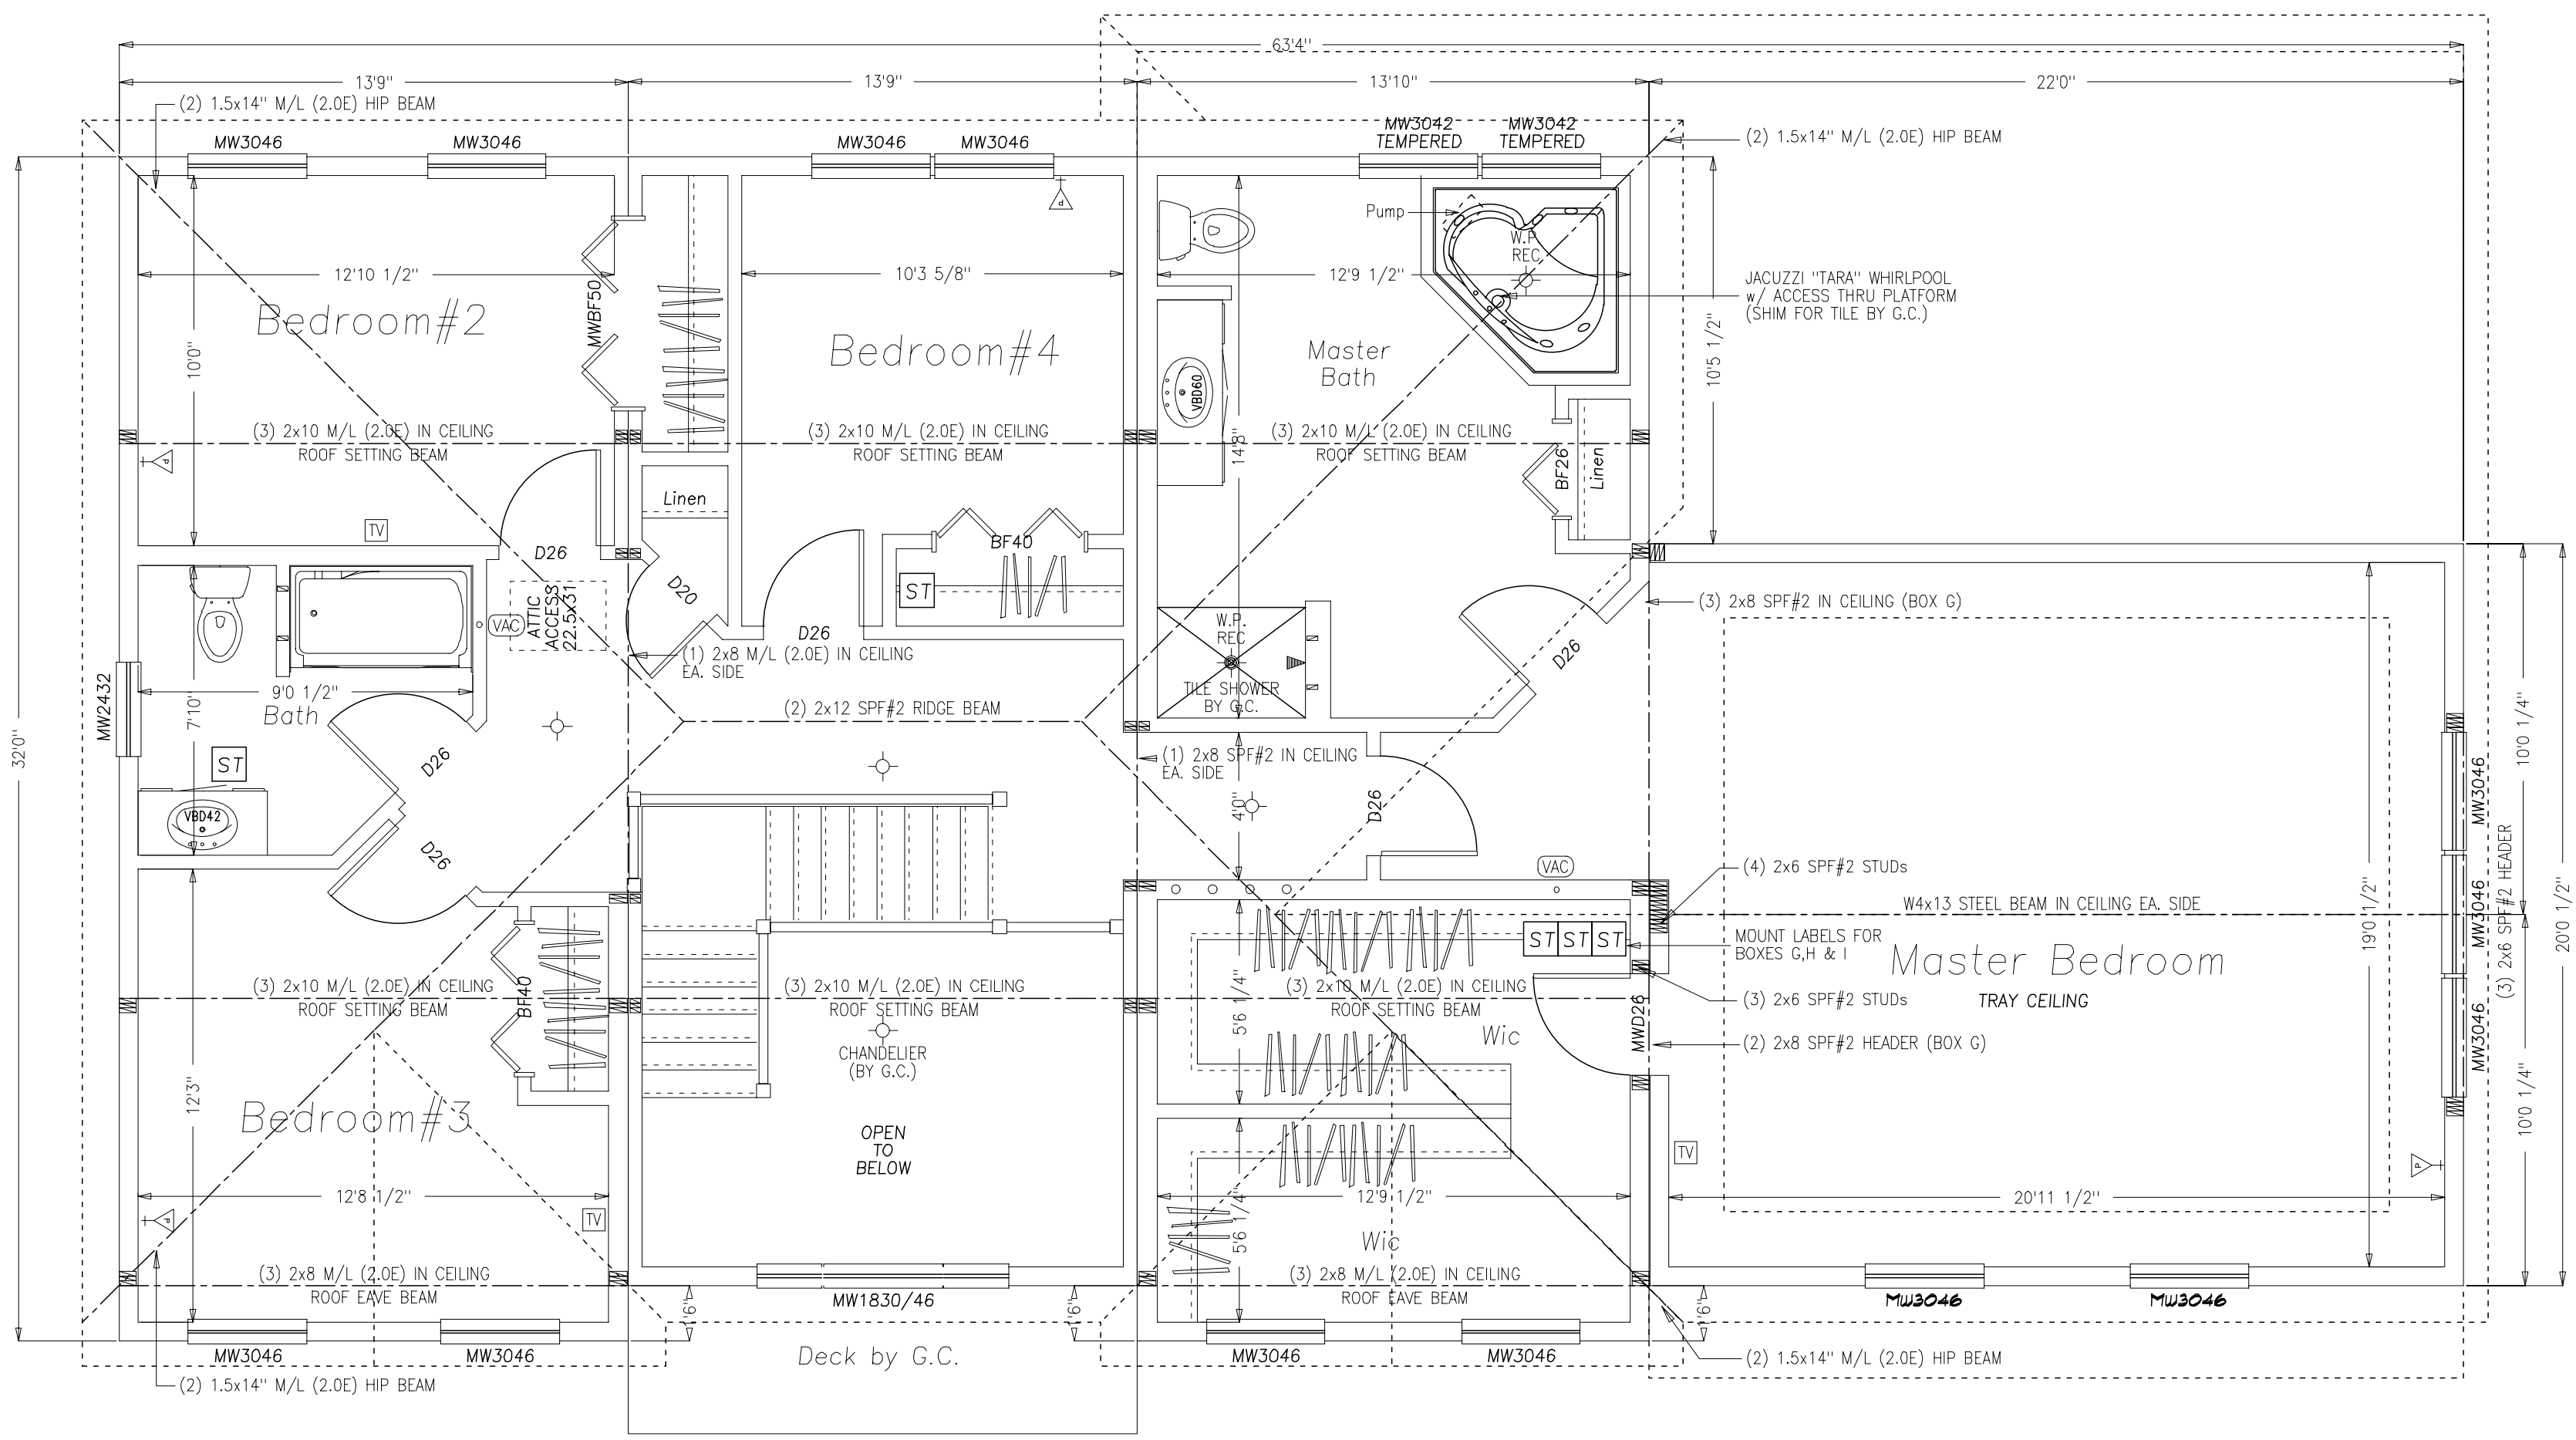 63'4"
13'9"
13'9"
13'10"
22'0"
(2) 1.5x14" M/L (2.0E) HIP BEAM
MW3046
MW3046
MW3046
MW3046
MW3042
TEMPERED
MW3042
TEMPERED
(2) 1.5x14" M/L (2.0E) HIP BEAM
P
Pump
W.P.
REC
12'10 1/2"
10'3 5/8"
12'9 1/2"
JACUZZI "TARA" WHIRLPOOL
w/ ACCESS THRU PLATFORM
(SHIM FOR TILE BY G.C.)
Bedroom#2
MWBF50
Bedroom#4
Master
Bath
VBD60
10'0"
10'5 1/2"
(3) 2x10 M/L (2.0E) IN CEILING
ROOF SETTING BEAM
(3) 2x10 M/L (2.0E) IN CEILING
ROOF SETTING BEAM
(3) 2x10 M/L (2.0E) IN CEILING
ROOF SETTING BEAM
14'8"
P
BF26
Linen
Linen
TV
D26
BF40
D20
ST
ATTIC
ACCESS
22.5x31
VAC
D26
(1) 2x8 M/L (2.0E) IN CEILING
EA. SIDE
W.P.
REC
TILE SHOWER
BY G.C.
D26
(3) 2x8 SPF#2 IN CEILING (BOX G)
MW2432
9'0 1/2"
Bath
7'10"
(2) 2x12 SPF#2 RIDGE BEAM
32'0"
ST
D26
(1) 2x8 SPF#2 IN CEILING
EA. SIDE
4'0"
D26
VBD42
D26
VAC
(4) 2x6 SPF#2 STUDs
10'0 1/4"
MW3046
MW3046
MW3046
(3) 2x6 SPF#2 HEADER
20'0 1/2"
19'0 1/2"
W4x13 STEEL BEAM IN CEILING EA. SIDE
ST
ST
ST
MOUNT LABELS FOR
BOXES G,H & I
Master Bedroom
TRAY CEILING
(3) 2x10 M/L (2.0E) IN CEILING
ROOF SETTING BEAM
BF40
(3) 2x10 M/L (2.0E) IN CEILING
ROOF SETTING BEAM
(3) 2x10 M/L (2.0E) IN CEILING
ROOF SETTING BEAM
5'6 1/4"
(3) 2x6 SPF#2 STUDs
MWD26
Wic
(2) 2x8 SPF#2 HEADER (BOX G)
CHANDELIER
(BY G.C.)
10'0 1/4"
12'3"
Bedroom#3
OPEN
TO
BELOW
TV
P
12'8 1/2"
12'9 1/2"
20'11 1/2"
P
TV
5'6 1/4"
Wic
(3) 2x8 M/L (2.0E) IN CEILING
ROOF EAVE BEAM
(3) 2x8 M/L (2.0E) IN CEILING
ROOF EAVE BEAM
MW1830/46
1'6"
1'6"
1'6"
MW3046
MW3046
MW3046
MW3046
Deck by G.C.
MW3046
MW3046
(2) 1.5x14" M/L (2.0E) HIP BEAM
(2) 1.5x14" M/L (2.0E) HIP BEAM